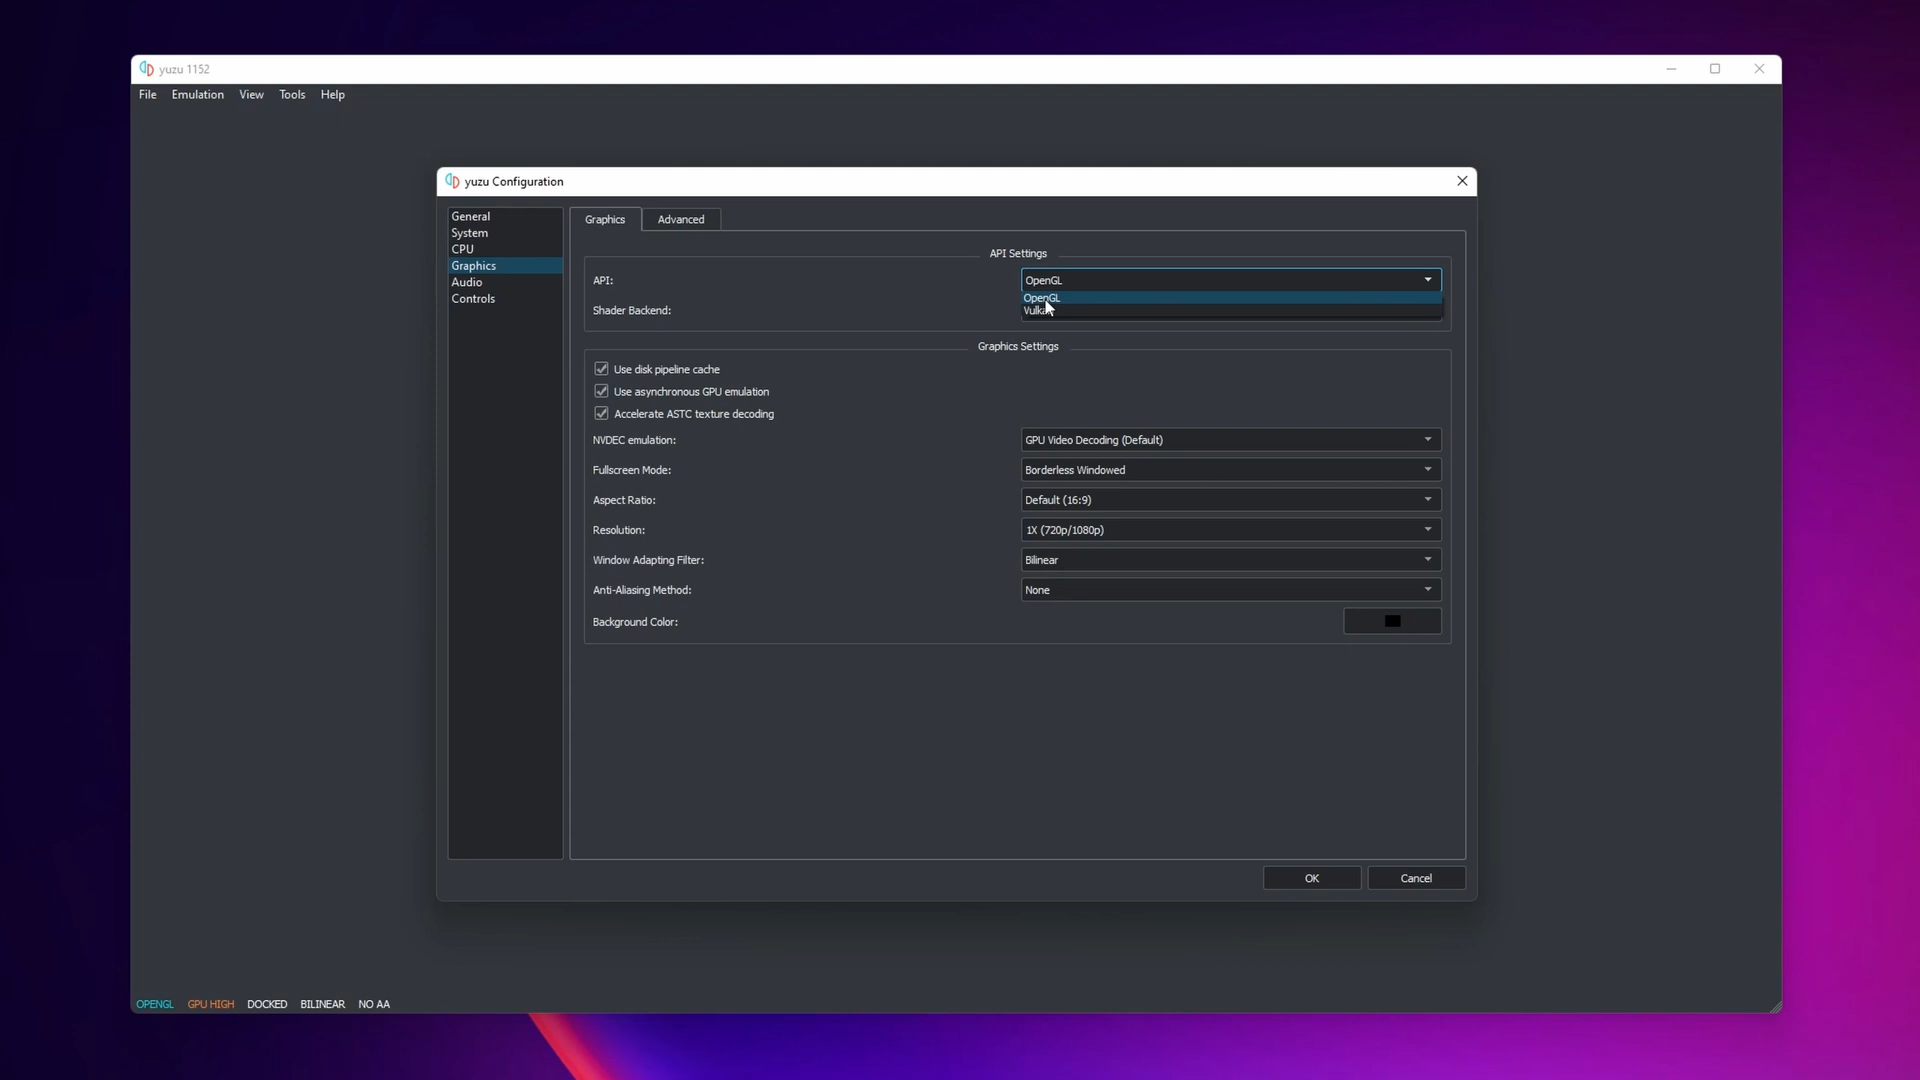 yuzu 1152
File Emulation View Tools Help
yuzu Configuration
General
System
CPU
Graphics
Audio
Controls
Graphics Advanced
API Settings
API: OpenGL
OpenGL
Shader Backend:
Graphics Settings
Use disk pipeline cache
Use asynchronous GPU emulation
Accelerate ASTC texture decoding
NVDEC emulation: GPU Video Decoding (Default)
Fullscreen Mode: Borderless Windowed
Aspect Ratio: Default (16:9)
Resolution: 1X (720p/1080p)
Window Adapting Filter: Bilinear
Anti-Aliasing Method: None
Background Color:
OK Cancel
OPENGL GPU HIGH DOCKED BILINEAR NO AA